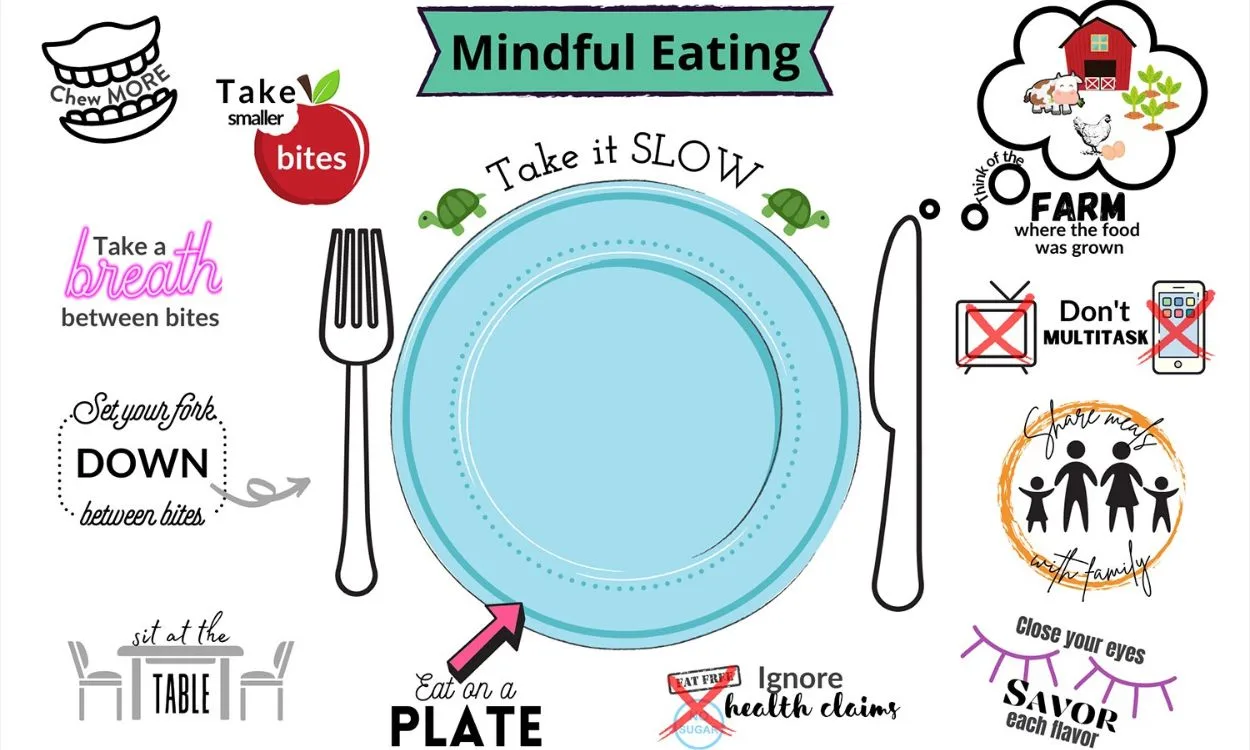 Mindful Eating
Chew MORE
Take
smaller
bites
Take it SLOW
Think of the
FARM
where the food
was grown
Take a
breath
between bites
Don't
MULTITASK
Set your fork
DOWN
between bites
Share meals
with family
sit at the
TABLE
Eat on a
PLATE
FAT FREE
NO
SUGAR
Ignore
health claims
Close your eyes
SAVOR
each flavor